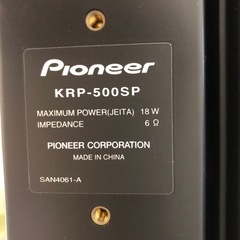 Pioneer
KRP-500SP
MAXIMUM POWER(JEITA) 18 W
IMPEDANCE 6 Ω
PIONEER CORPORATION
MADE IN CHINA
SAN4061-A